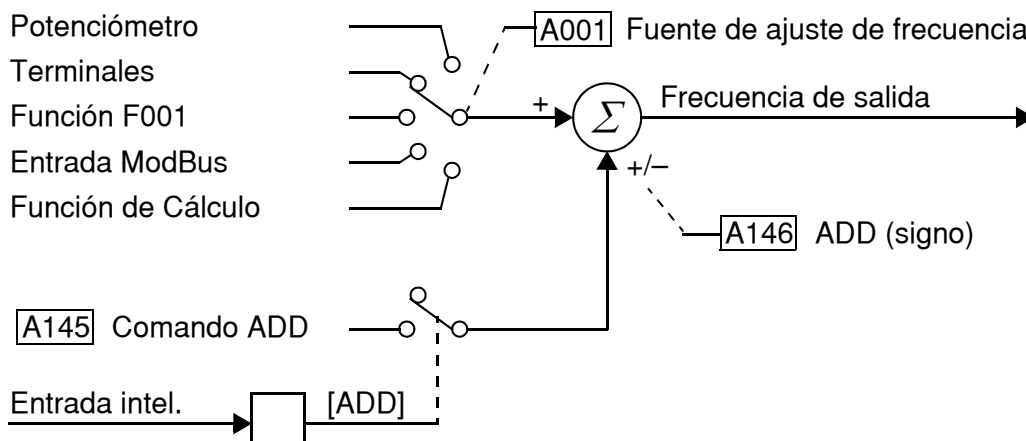 Potenciómetro
A001 Fuente de ajuste de frecuencia
Terminales
Función F001
+ Σ Frecuencia de salida
Entrada ModBus
+/–
Función de Cálculo
A146 ADD (signo)
A145 Comando ADD
Entrada intel. [ADD]